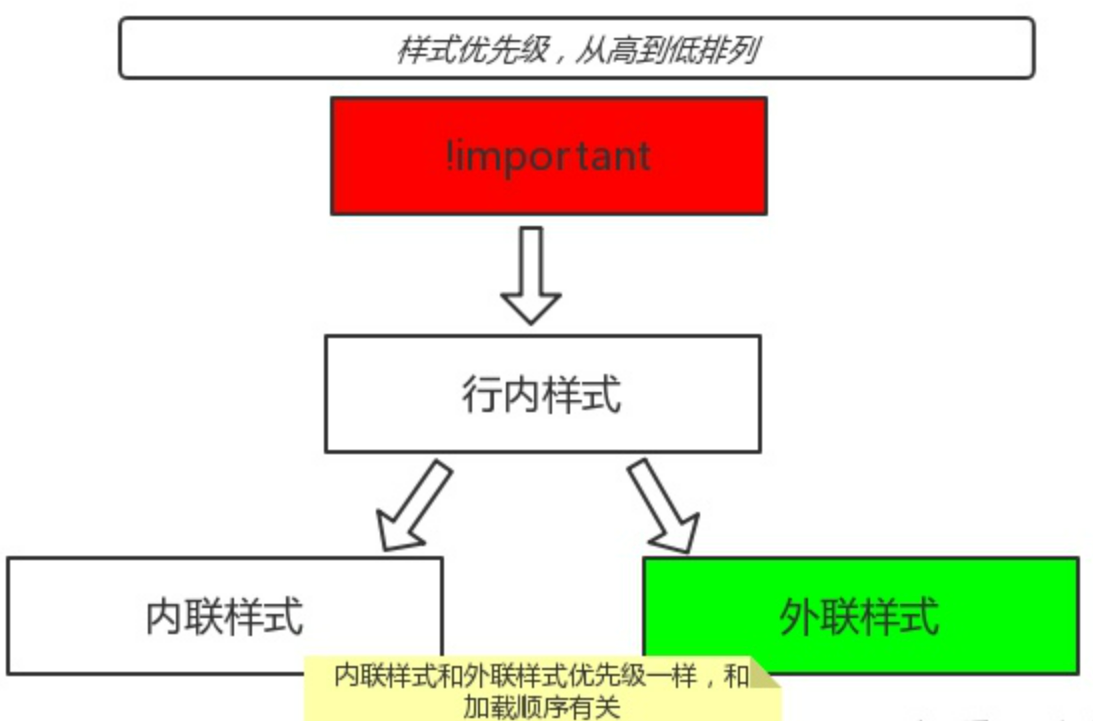 样式优先级，从高到低排列
!important
行内样式
内联样式
外联样式
内联样式和外联样式优先级一样，和
加载顺序有关